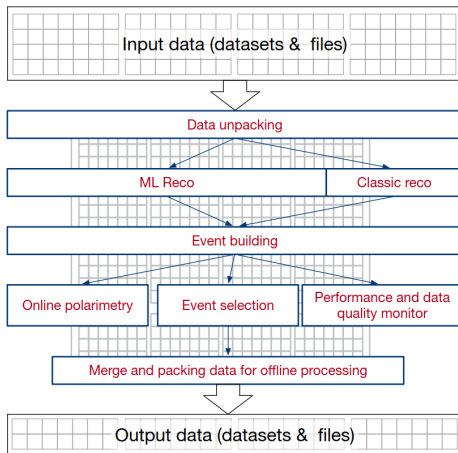 Input data (datasets & files)
Data unpacking
ML Reco
Classic reco
Event building
Online polarimetry
Event selection
Performance and data
quality monitor
Merge and packing data for offline processing
Output data (datasets & files)